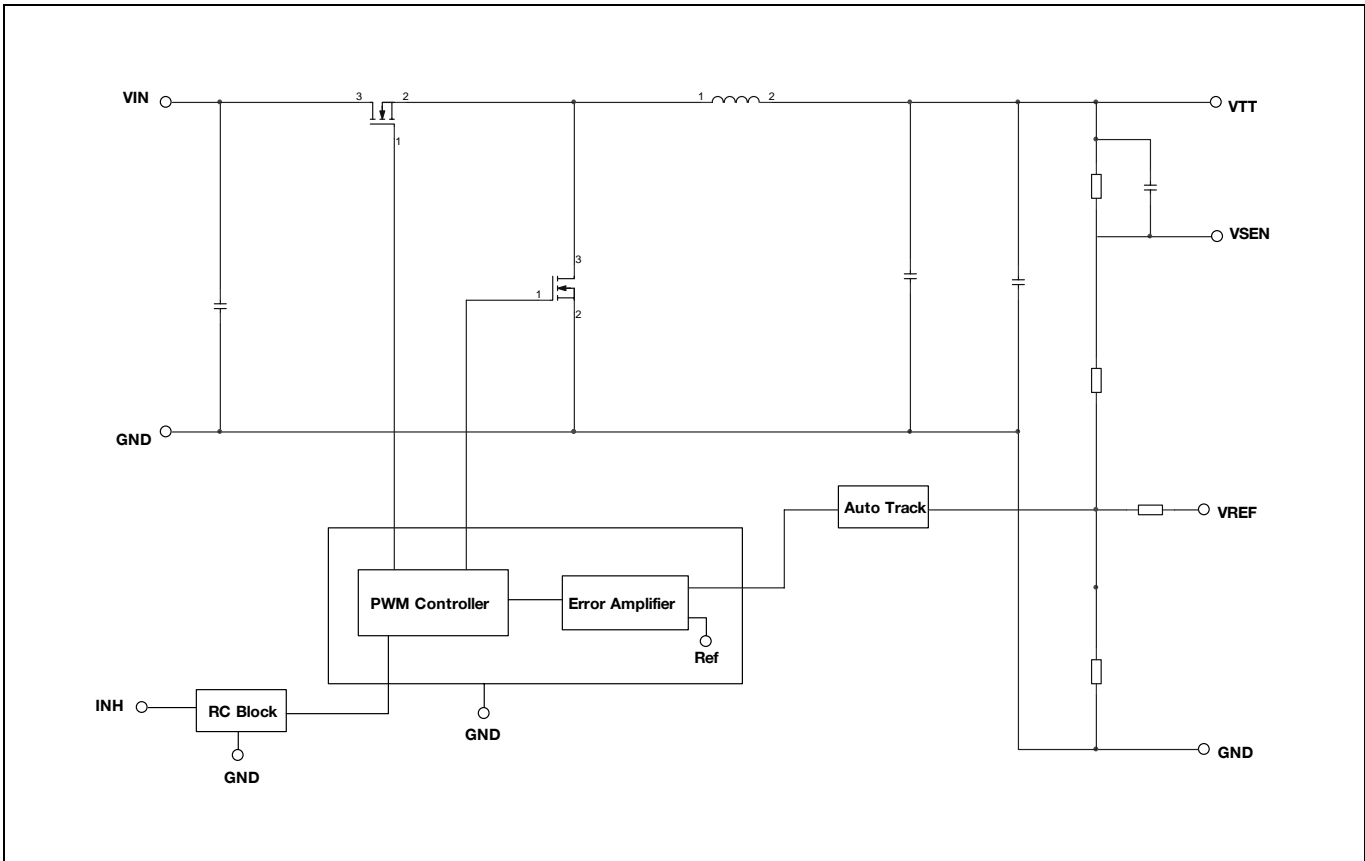 VIN
3
2
1
1
2
VTT
VSEN
3
1
2
GND
Auto Track
VREF
PWM Controller
Error Amplifier
Ref
INH
RC Block
GND
GND
GND